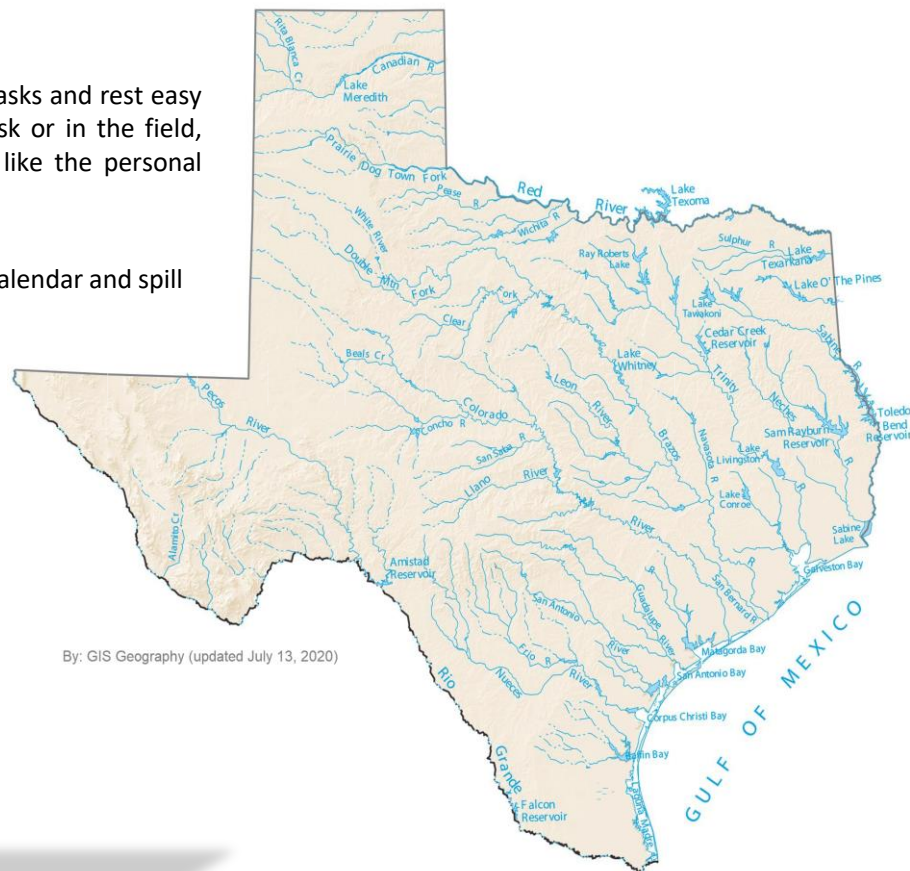 asks and rest easy
sk or in the field,
like the personal
alendar and spill
Rita Blanca Cr
Canadian R
Lake
Meredith
Prairie Dog Town Fork
Red
River
Lake
Texoma
Pease R
Wichita R
White River
Double Mtn
Fork
Ray Roberts
Lake
Sulphur R
Lake
Texarkana
Lake O' The Pines
Lake
Tawakoni
Clear
Fork
Cedar Creek
Reservoir
Sabine
R
Beals Cr
Lake
Whitney
Trinity
Neches
R
Toledo
Bend
Reservoir
Sam Rayburn
Reservoir
Leon
River
Brazos
Navasota R
R
Pecos
River
Colorado
Concho R
San Saba R
Llano
River
River
Lake
Livingston
Lake
Conroe
Sabine
Lake
Galveston Bay
Alamito Cr
Amistad
Reservoir
San Bernard R
R
Guadalupe
River
San Antonio
River
Matagorda Bay
San Antonio Bay
By: GIS Geography (updated July 13, 2020)
Frio R
Nueces
River
Corpus Christi Bay
Rio
Grande
Baffin Bay
Falcon
Reservoir
Laguna Madre
GULF OF MEXICO